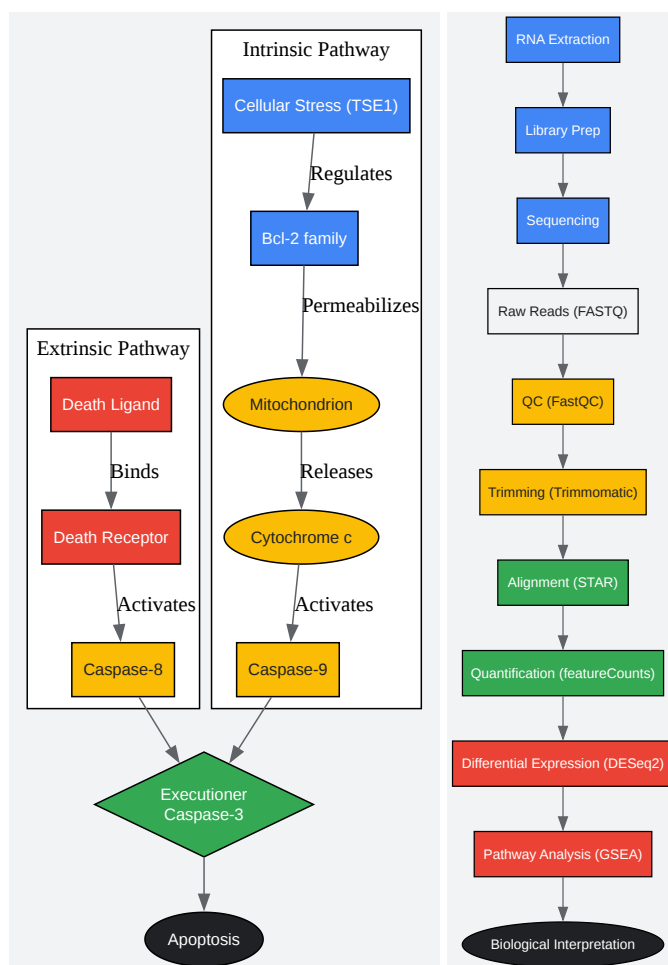 Intrinsic Pathway
Cellular Stress (TSE1)
Regulates
Bcl-2 family
Permeabilizes
Mitochondrion
Releases
Cytochrome c
Activates
Caspase-9
Extrinsic Pathway
Death Ligand
Binds
Death Receptor
Activates
Caspase-8
Executioner
Caspase-3
Apoptosis
RNA Extraction
Library Prep
Sequencing
Raw Reads (FASTQ)
QC (FastQC)
Trimming (Trimmomatic)
Alignment (STAR)
Quantification (featureCounts)
Differential Expression (DESeq2)
Pathway Analysis (GSEA)
Biological Interpretation